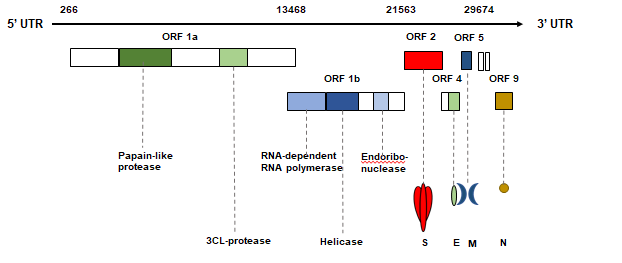 266 13468 21563 29674
5' UTR 3' UTR
ORF 1a ORF 2 ORF 5
ORF 1b ORF 4 ORF 9
Papain-like
protease
RNA-dependent
RNA polymerase
Endoribo-
nuclease
3CL-protease Helicase S E M N